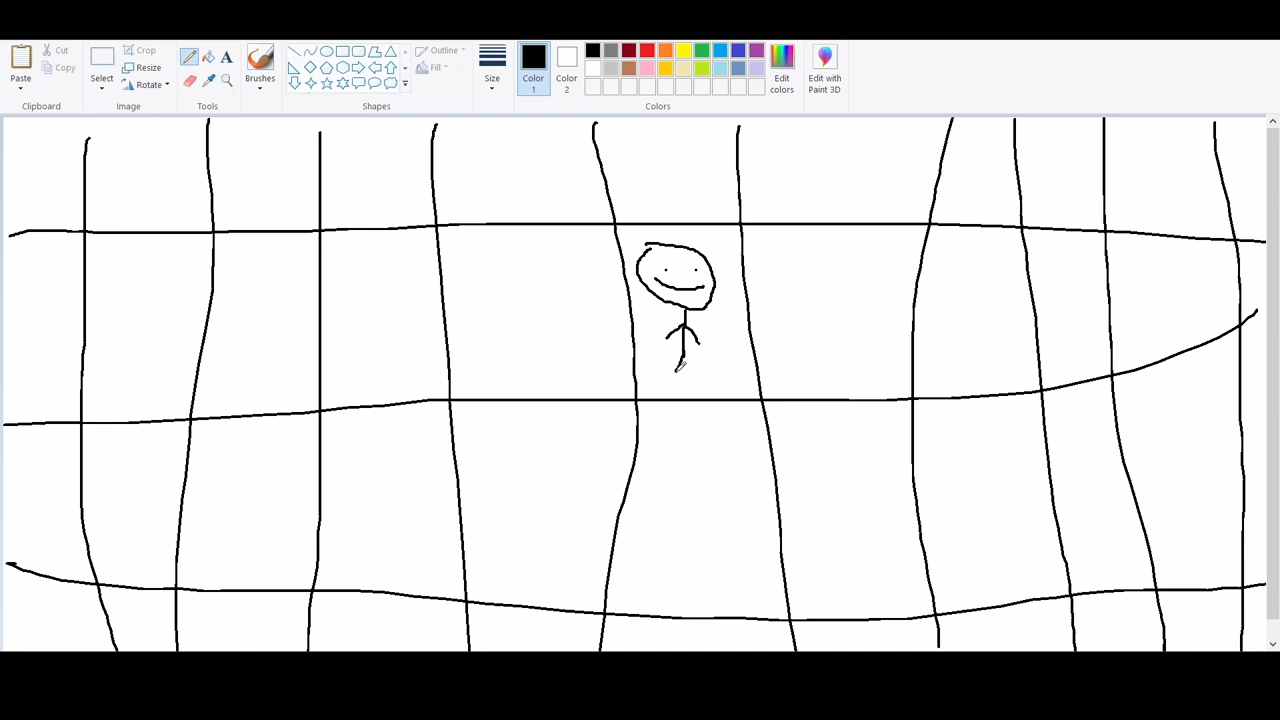 Cut
Copy
Paste
Clipboard
Select
Crop
Resize
Rotate
Image
Tools
Brushes
Shapes
Outline
Fill
Size
Color
1
Color
2
Edit
colors
Colors
Edit with
Paint 3D
A